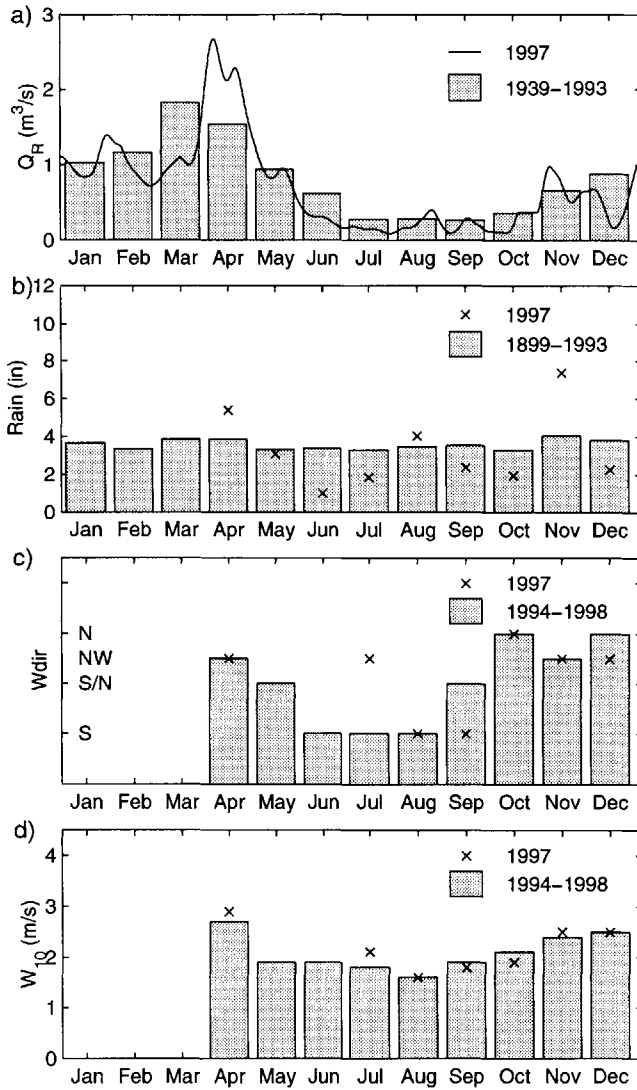 a)
3
2
1
0
Q_R (m³/s)
1997
1939–1993
Jan Feb Mar Apr May Jun Jul Aug Sep Oct Nov Dec
b)
12
10
8
6
4
2
0
Rain (in)
1997
1899–1993
Jan Feb Mar Apr May Jun Jul Aug Sep Oct Nov Dec
c)
Wdir
N
NW
S/N
S
1997
1994–1998
Jan Feb Mar Apr May Jun Jul Aug Sep Oct Nov Dec
d)
4
3
2
1
0
W_10 (m/s)
1997
1994–1998
Jan Feb Mar Apr May Jun Jul Aug Sep Oct Nov Dec